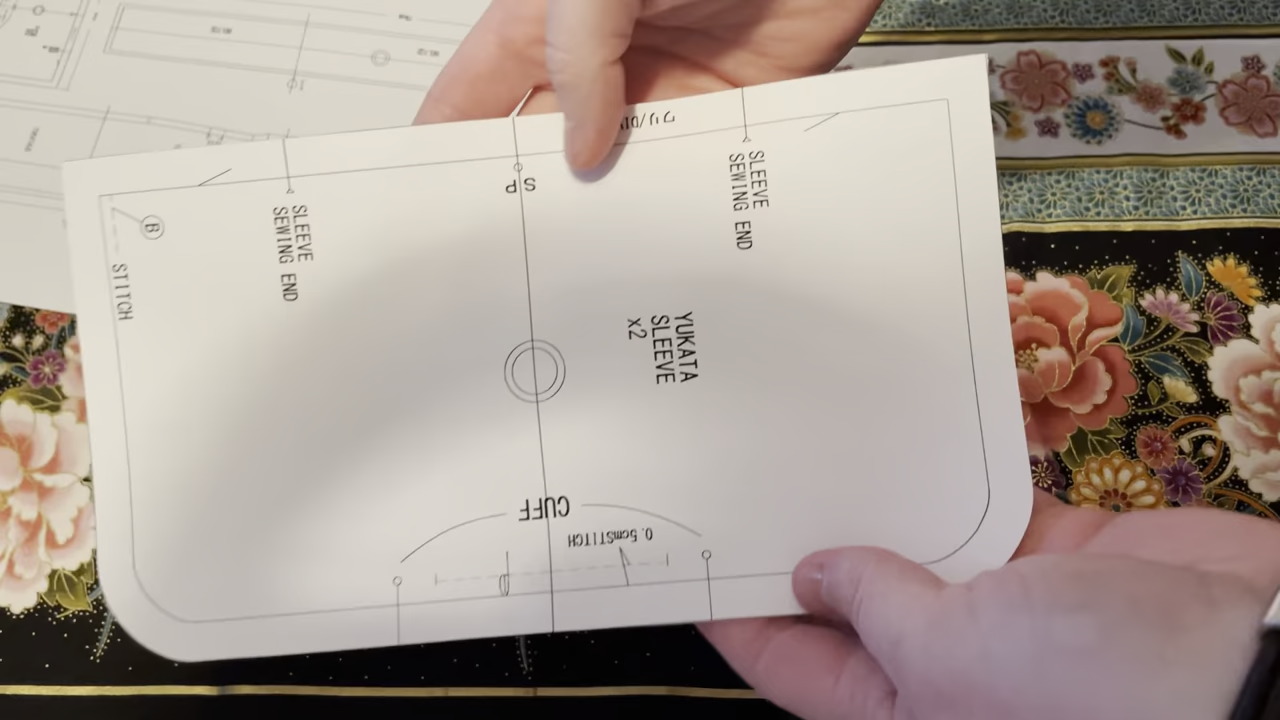 SP
SLEEVE
SEWING END
SLEEVE
SEWING END
B
STITCH
YUKATA
SLEEVE
x2
CUFF
0.5cmSTITCH